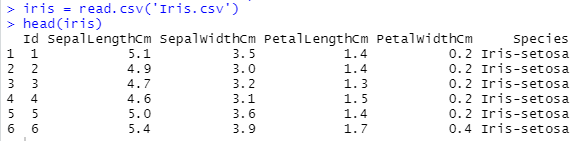 > iris = read.csv('Iris.csv')
> head(iris)
  Id SepalLengthCm SepalWidthCm PetalLengthCm PetalWidthCm     Species
1  1           5.1          3.5           1.4          0.2 Iris-setosa
2  2           4.9          3.0           1.4          0.2 Iris-setosa
3  3           4.7          3.2           1.3          0.2 Iris-setosa
4  4           4.6          3.1           1.5          0.2 Iris-setosa
5  5           5.0          3.6           1.4          0.2 Iris-setosa
6  6           5.4          3.9           1.7          0.4 Iris-setosa